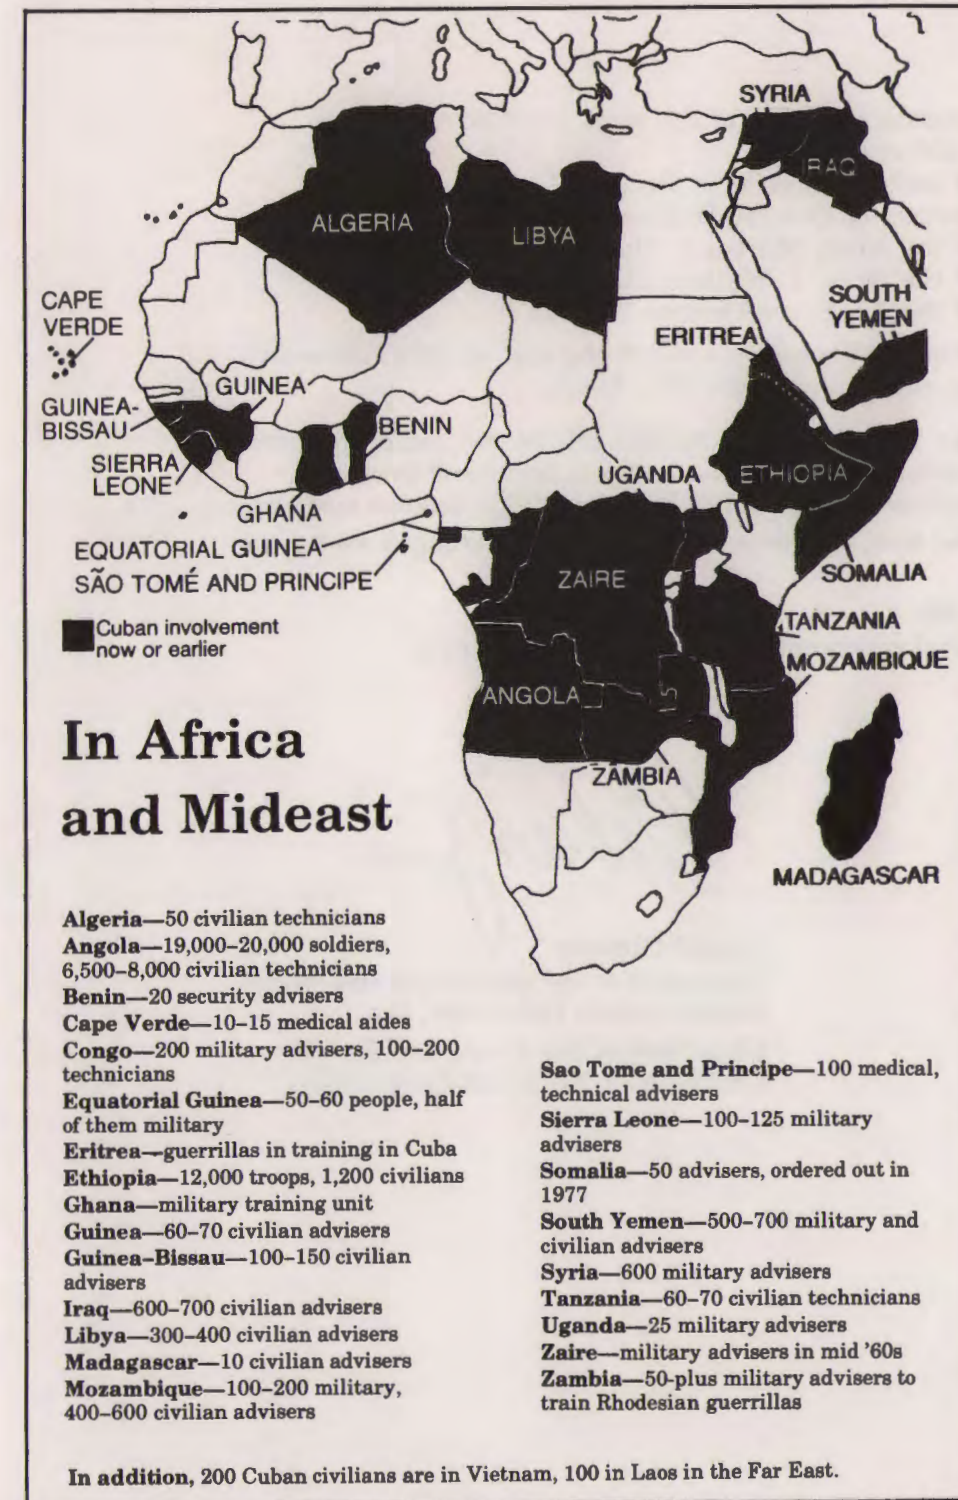 SYRIA
IRAQ
ALGERIA
LIBYA
CAPE
VERDE
SOUTH
YEMEN
ERITREA
GUINEA
GUINEA-
BISSAU
BENIN
SIERRA
LEONE
UGANDA
ETHIOPIA
GHANA
EQUATORIAL GUINEA
SÃO TOMÉ AND PRINCIPE
ZAIRE
SOMALIA
Cuban involvement
now or earlier
TANZANIA
MOZAMBIQUE
ANGOLA
ZAMBIA
MADAGASCAR
In Africa
and Mideast
Algeria—50 civilian technicians
Angola—19,000–20,000 soldiers,
6,500–8,000 civilian technicians
Benin—20 security advisers
Cape Verde—10–15 medical aides
Congo—200 military advisers, 100–200
technicians
Equatorial Guinea—50–60 people, half
of them military
Eritrea—guerrillas in training in Cuba
Ethiopia—12,000 troops, 1,200 civilians
Ghana—military training unit
Guinea—60–70 civilian advisers
Guinea-Bissau—100–150 civilian
advisers
Iraq—600–700 civilian advisers
Libya—300–400 civilian advisers
Madagascar—10 civilian advisers
Mozambique—100–200 military,
400–600 civilian advisers
Sao Tome and Principe—100 medical,
technical advisers
Sierra Leone—100–125 military
advisers
Somalia—50 advisers, ordered out in
1977
South Yemen—500–700 military and
civilian advisers
Syria—600 military advisers
Tanzania—60–70 civilian technicians
Uganda—25 military advisers
Zaire—military advisers in mid '60s
Zambia—50-plus military advisers to
train Rhodesian guerrillas
In addition, 200 Cuban civilians are in Vietnam, 100 in Laos in the Far East.